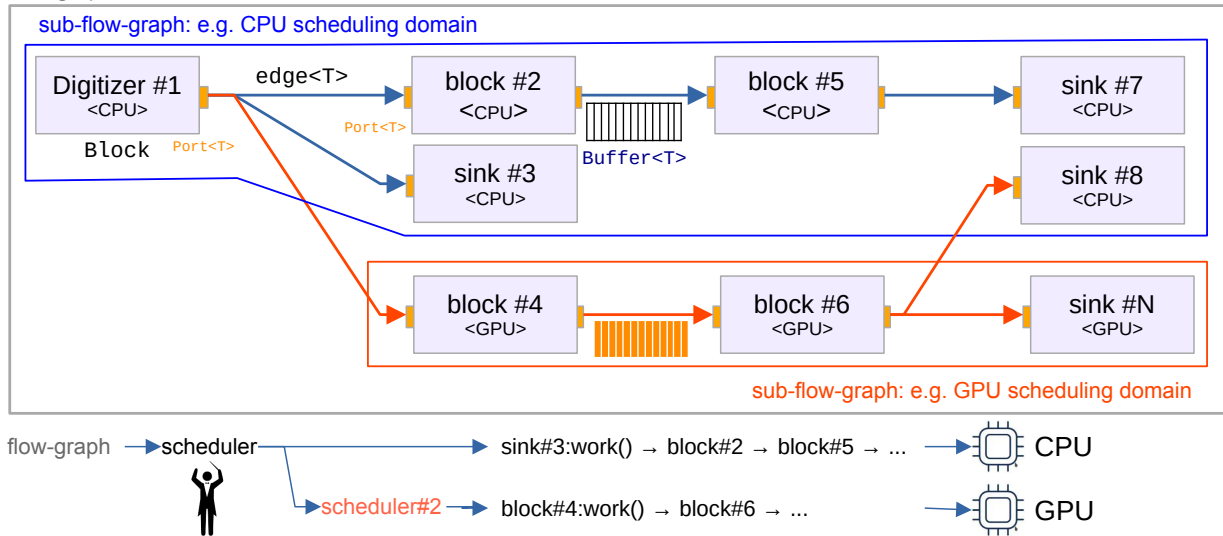 sub-flow-graph: e.g. CPU scheduling domain
Digitizer #1
<CPU>
Block
Port<T>
edge<T>
Port<T>
block #2
<CPU>
Buffer<T>
block #5
<CPU>
sink #7
<CPU>
sink #3
<CPU>
sink #8
<CPU>
block #4
<GPU>
block #6
<GPU>
sink #N
<GPU>
sub-flow-graph: e.g. GPU scheduling domain
flow-graph
scheduler
sink#3:work() → block#2 → block#5 → ...
CPU
scheduler#2
block#4:work() → block#6 → ...
GPU